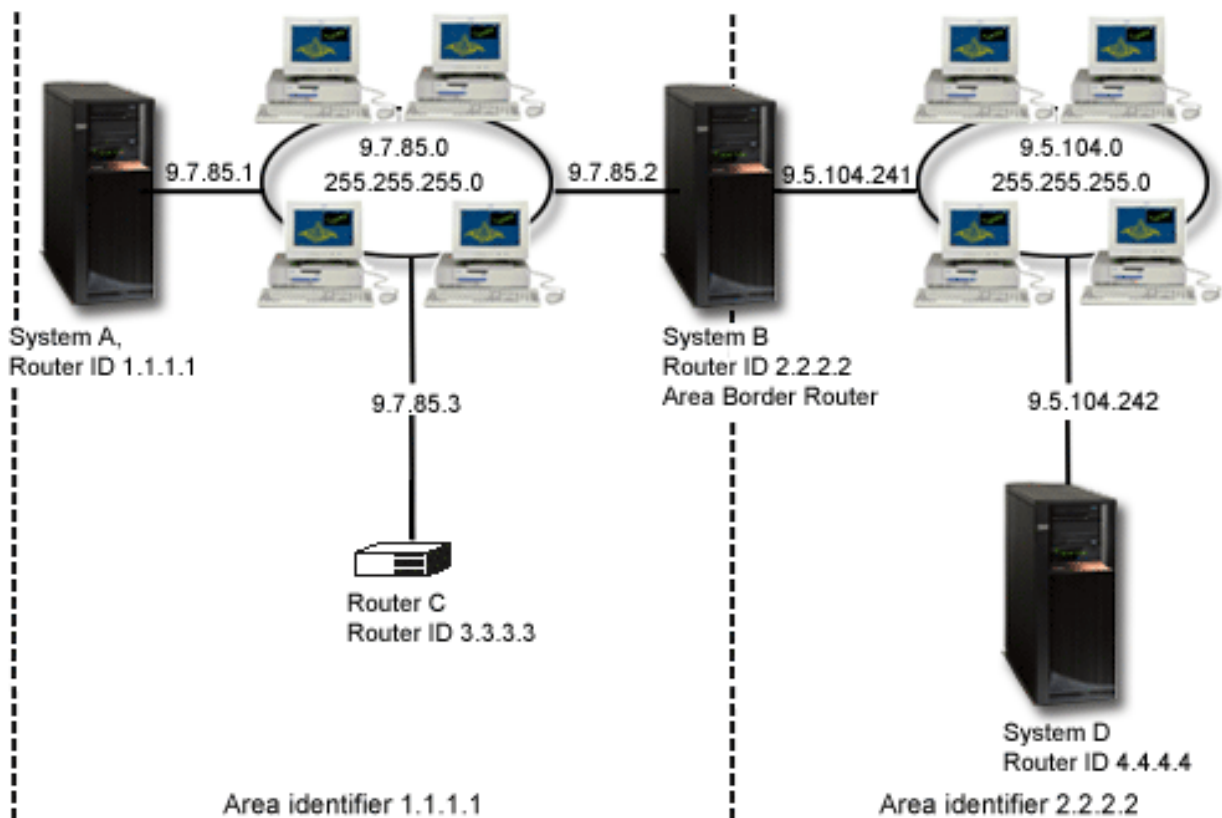 9.7.85.1
9.7.85.0
255.255.255.0
9.7.85.2
9.5.104.241
9.5.104.0
255.255.255.0
System A,
Router ID 1.1.1.1
System B
Router ID 2.2.2.2
Area Border Router
9.7.85.3
9.5.104.242
Router C
Router ID 3.3.3.3
System D
Router ID 4.4.4.4
Area identifier 1.1.1.1
Area identifier 2.2.2.2